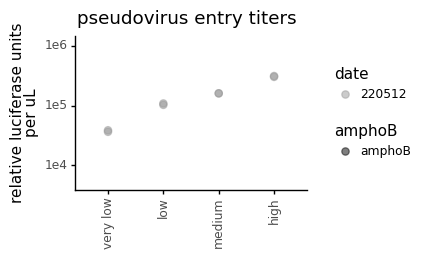 pseudovirus entry titers
relative luciferase units
per uL
1e6
1e5
1e4
very low
low
medium
high
date
220512
amphoB
amphoB